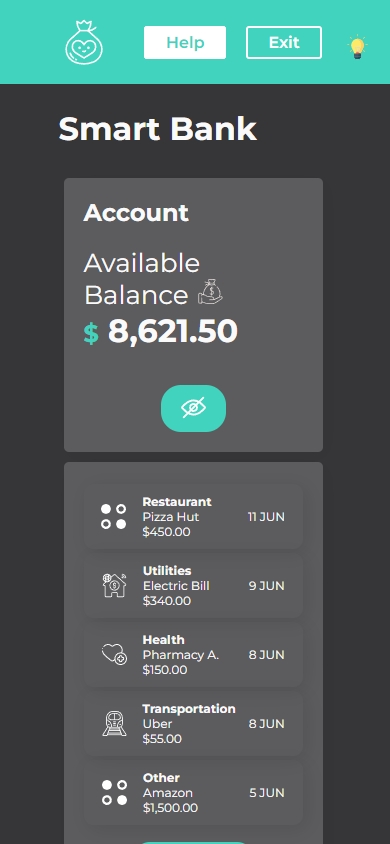 Help Exit
Smart Bank
Account
Available
Balance
$ 8,621.50
Restaurant
Pizza Hut 11 JUN
$450.00
Utilities
Electric Bill 9 JUN
$340.00
Health
Pharmacy A. 8 JUN
$150.00
Transportation
Uber 8 JUN
$55.00
Other
Amazon 5 JUN
$1,500.00